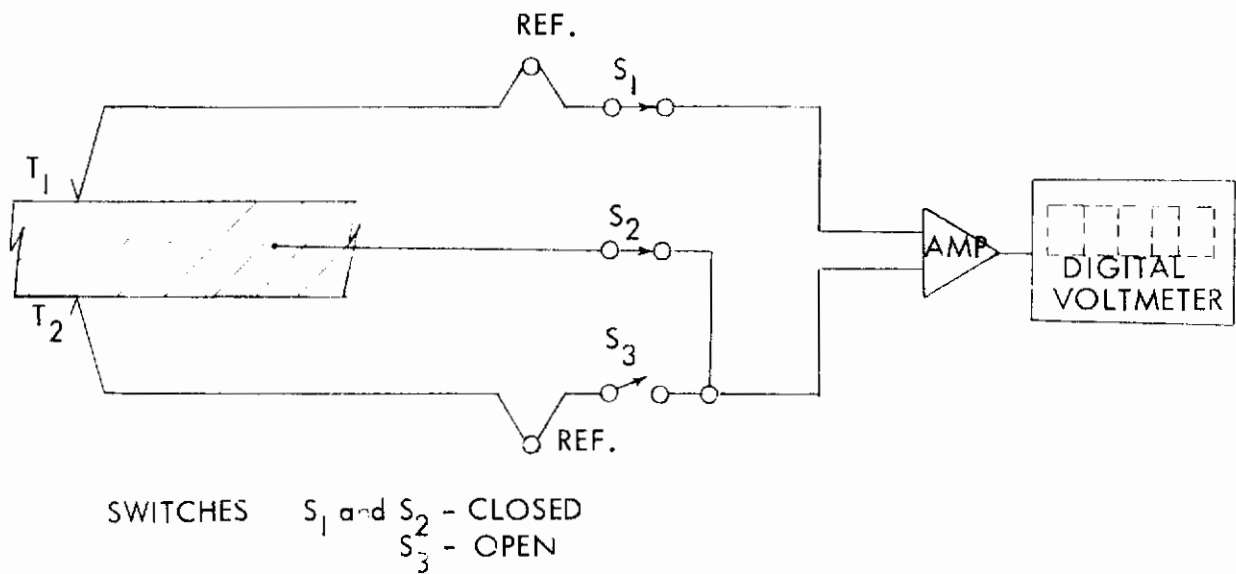 REF.
S1
T1
S2
AMP
DIGITAL
VOLTMETER
T2
S3
REF.
SWITCHES S1 and S2 - CLOSED
S3 - OPEN